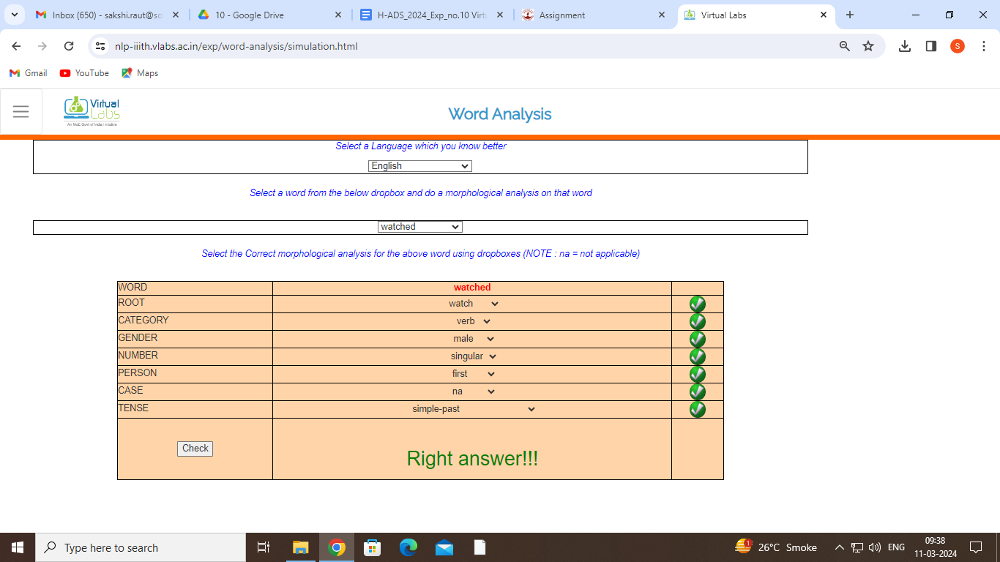 Inbox (650) - sakshi.raut@so
10 - Google Drive
H-ADS_2024_Exp_no.10 Virtu
Assignment
Virtual Labs
nlp-iiith.vlabs.ac.in/exp/word-analysis/simulation.html
S
Gmail
YouTube
Maps
Virtual
Labs
An MoE Govt of India Initiative
Word Analysis
Select a Language which you know better
English
Select a word from the below dropbox and do a morphological analysis on that word
watched
Select the Correct morphological analysis for the above word using dropboxes (NOTE : na = not applicable)
WORD watched
ROOT watch
CATEGORY verb
GENDER male
NUMBER singular
PERSON first
CASE na
TENSE simple-past
Check
Right answer!!!
Type here to search
1
26°C Smoke
ENG
09:38
11-03-2024